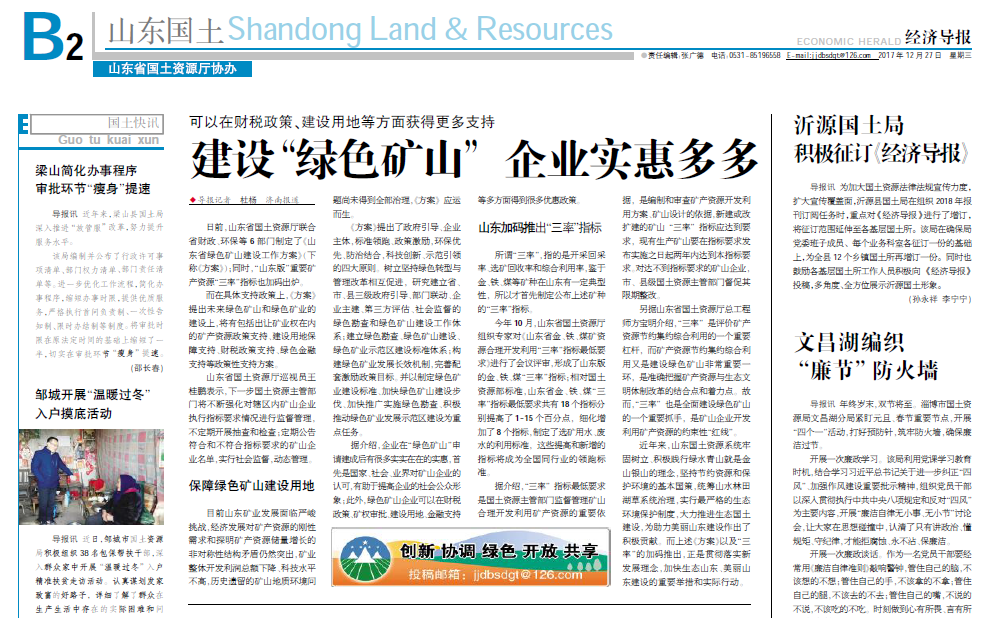 B2
山东国土 Shandong Land & Resources
山东省国土资源厅协办
ECONOMIC HERALD 经济导报
●责任编辑:张广德 电话:0531-85196558 E-mail:jjdbsdgt@126.com 2017年12月27日 星期三
E 国土快讯
Guo tu kuai xun
梁山简化办事程序
审批环节“瘦身”提速
导报讯 近年来,梁山县国土局
深入推进“放管服”改革,努力提升
服务水平。
该局编制并公布了行政许可事
项清单、部门权力清单、部门责任清
单等,进一步优化工作流程,简化办
事程序,缩短办事时限,提供优质服
务,严格执行首问负责制、一次性告
知制、限时办结制等制度;将审批时
限在原法定时间的基础上缩短了一
半,切实在审批环节“瘦身”提速。
(邵长春)
邹城开展“温暖过冬”
入户摸底活动
导报讯 近日,邹城市国土资源
局积极组织38名包保帮扶干部,深
入群众家中开展“温暖过冬”入户
精准扶贫走访活动。认真谋划发家
致富的好路子,详细了解了群众在
生产生活中存在的实际困难和问
可以在财税政策、建设用地等方面获得更多支持
建设“绿色矿山” 企业实惠多多
◆导报记者 杜杨 济南报道
日前,山东省国土资源厅联合
省财政、环保等6部门制定了《山
东省绿色矿山建设工作方案》(下
称《方案》);同时,“山东版”重要矿
产资源“三率”指标也加码出炉。
而在具体支持政策上,《方案》
提出未来绿色矿山和绿色矿业的
建设上,将有包括出让矿业权在内
的矿产资源政策支持、建设用地保
障支持、财税政策支持、绿色金融
支持等政策性支持方案。
山东省国土资源厅巡视员王
桂鹏表示,下一步国土资源主管部
门将不断强化对辖区内矿山企业
执行指标要求情况进行监督管理,
不定期开展抽查和检查;定期公告
符合和不符合指标要求的矿山企
业名单,实行社会监督,动态管理。
保障绿色矿山建设用地
目前山东矿业发展面临严峻
挑战,经济发展对矿产资源的刚性
需求和探明矿产资源储量增长的
非对称性结构矛盾仍然突出,矿业
整体开发利润总额下降,科技水平
不高,历史遗留的矿山地质环境问
题尚未得到全部治理,《方案》应运
而生。
《方案》提出了政府引导、企业
主体,标准领跑、政策激励,环保优
先、防治结合,科技创新、示范引领
的四大原则。树立坚持绿色转型与
管理改革相互促进。研究建立省、
市、县三级政府引导、部门联动、企
业主建、第三方评估、社会监督的
绿色勘查和绿色矿山建设工作体
系;建立绿色勘查、绿色矿山建设、
绿色矿业示范区建设标准体系;构
建绿色矿业发展长效机制,完善配
套激励政策目标。并以制定绿色矿
业建设标准、加快绿色矿山建设步
伐、加快推广实施绿色勘查、积极
推动绿色矿业发展示范区建设为重
点任务。
据介绍,企业在“绿色矿山”申
请建成后有很多实实在在的实惠,首
先是国家、社会、业界对矿山企业的
认可,有助于提高企业的社会公众形
象;此外,绿色矿山企业可以在财税
政策、矿权审批、建设用地、金融支持
等多方面得到很多优惠政策。
山东加码推出“三率”指标
所谓“三率”,指的是开采回采
率、选矿回收率和综合利用率,鉴于
金、铁、煤等矿种在山东有一定典型
性。所以才首先制定公布上述矿种
的“三率”指标。
今年10月,山东省国土资源厅
组织专家对《山东省金、铁、煤矿资
源合理开发利用“三率”指标最低要
求》进行了会议评审,形成了山东版
的金、铁、煤“三率”指标;相对国土
资源部标准,山东省金、铁、煤“三
率”指标最低要求共有18个指标分
别提高了1-15个百分点,细化增
加了8个指标,制定了选矿用水、废
水的利用标准。这些提高和新增的
指标将成为全国同行业的领跑标
准。
据介绍,“三率”指标最低要求
是国土资源主管部门监督管理矿山
合理开发利用矿产资源的重要依
据,是编制和审查矿产资源开发利
用方案、矿山设计的依据,新建或改
扩建的矿山“三率”指标应达到要
求,现有生产矿山要在指标要求发
布实施之日起两年内达到本指标要
求,对达不到指标要求的矿山企业,
市、县级国土资源主管部门督促其
限期整改。
另据山东省国土资源厅总工程
师方宝明介绍,“三率”是评价矿产
资源节约集约综合利用的一个重要
杠杆,而矿产资源节约集约综合利
用又是建设绿色矿山非常重要一
环,是准确把握矿产资源与生态文
明体制改革的结合点和着力点。故
而,“三率”也是全面建设绿色矿山
的一个重要抓手,是矿山企业开发
利用矿产资源的约束性“红线”。
近年来,山东国土资源系统牢
固树立、积极践行绿水青山就是金
山银山的理念,坚持节约资源和保
护环境的基本国策,统筹山水林田
湖草系统治理,实行最严格的生态
环境保护制度,大力推进生态国土
建设,为助力美丽山东建设作出了
积极贡献。而上述《方案》以及“三
率”的加码推出,正是贯彻落实新
发展理念,加快生态山东、美丽山
东建设的重要举措和实际行动。
创新 协调 绿色 开放 共享
投稿邮箱: jjdbsdgt@126.com
沂源国土局
积极征订《经济导报》
导报讯 为加大国土资源法律法规宣传力度,
扩大宣传覆盖面,沂源县国土局在组织2018年报
刊订阅任务时,重点对《经济导报》进行了增订,
将征订范围延伸至各基层国土所。该局在确保局
党委班子成员、每个业务科室各征订一份的基础
上,为全县12个乡镇国土所再增订一份。同时也
鼓励各基层国土所工作人员积极向《经济导报》
投稿,多角度、全方位展示沂源国土形象。
(孙永祥 李宁宁)
文昌湖编织
“廉节”防火墙
导报讯 年终岁末,双节将至。淄博市国土资
源局文昌湖分局紧盯元旦、春节重要节点,开展
“四个一”活动,打好预防针,筑牢防火墙,确保廉
洁过节。
开展一次廉政学习。该局利用党课学习教育
时机,结合学习习近平总书记关于进一步纠正“四
风”、加强作风建设重要批示精神,组织党员干部
以深入贯彻执行中共中央八项规定和反对“四风”
为主要内容,开展“廉洁自律无小事、无小节”讨论
会,让大家在思想碰撞中,认清了只有讲政治、懂
规矩、守纪律,才能拒腐蚀、永不沾、保廉洁。
开展一次廉政谈话。作为一名党员干部要经
常用《廉洁自律准则》敲响警钟,管住自己的脑,不
该想的不想;管住自己的手,不该拿的不拿;管住
自己的腿,不该去的不去;管住自己的嘴,不说的
不说,不该吃的不吃。时刻做到心有所畏、言有所